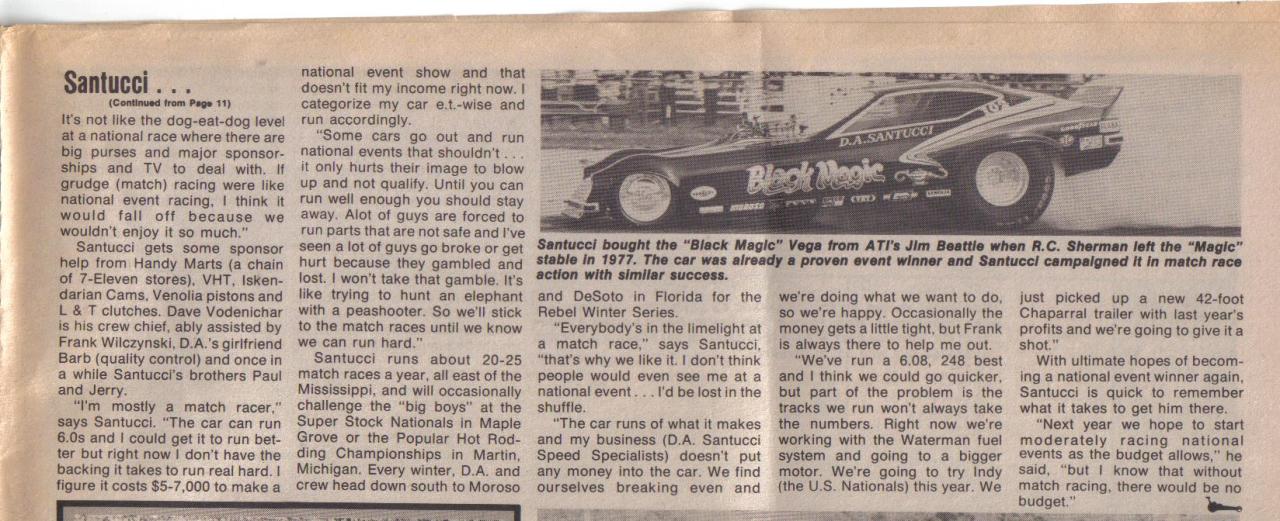 Santucci . . .
(Continued from Page 11)
It's not like the dog-eat-dog level
at a national race where there are
big purses and major sponsor-
ships and TV to deal with. If
grudge (match) racing were like
national event racing, I think it
would fall off because we
wouldn't enjoy it so much."
Santucci gets some sponsor
help from Handy Marts (a chain
of 7-Eleven stores), VHT, Isken-
darian Cams, Venolia pistons and
L & T clutches. Dave Vodenichar
is his crew chief, ably assisted by
Frank Wilczynski, D.A.'s girlfriend
Barb (quality control) and once in
a while Santucci's brothers Paul
and Jerry.
"I'm mostly a match racer,"
says Santucci. "The car can run
6.0s and I could get it to run bet-
ter but right now I don't have the
backing it takes to run real hard. I
figure it costs $5-7,000 to make a
national event show and that
doesn't fit my income right now. I
categorize my car e.t.-wise and
run accordingly.
"Some cars go out and run
national events that shouldn't . . .
it only hurts their image to blow
up and not qualify. Until you can
run well enough you should stay
away. Alot of guys are forced to
run parts that are not safe and I've
seen a lot of guys go broke or get
hurt because they gambled and
lost. I won't take that gamble. It's
like trying to hunt an elephant
with a peashooter. So we'll stick
to the match races until we know
we can run hard."
Santucci runs about 20-25
match races a year, all east of the
Mississippi, and will occasionally
challenge the "big boys" at the
Super Stock Nationals in Maple
Grove or the Popular Hot Rod-
ding Championships in Martin,
Michigan. Every winter, D.A. and
crew head down south to Moroso
D.A. SANTUCCI
Black Magic
MOROSO
Santucci bought the "Black Magic" Vega from ATI's Jim Beattie when R.C. Sherman left the "Magic"
stable in 1977. The car was already a proven event winner and Santucci campaigned it in match race
action with similar success.
and DeSoto in Florida for the
Rebel Winter Series.
"Everybody's in the limelight at
a match race," says Santucci,
"that's why we like it. I don't think
people would even see me at a
national event . . . I'd be lost in the
shuffle.
"The car runs of what it makes
and my business (D.A. Santucci
Speed Specialists) doesn't put
any money into the car. We find
ourselves breaking even and
we're doing what we want to do,
so we're happy. Occasionally the
money gets a little tight, but Frank
is always there to help me out.
"We've run a 6.08, 248 best
and I think we could go quicker,
but part of the problem is the
tracks we run won't always take
the numbers. Right now we're
working with the Waterman fuel
system and going to a bigger
motor. We're going to try Indy
(the U.S. Nationals) this year. We
just picked up a new 42-foot
Chaparral trailer with last year's
profits and we're going to give it a
shot."
With ultimate hopes of becom-
ing a national event winner again,
Santucci is quick to remember
what it takes to get him there.
"Next year we hope to start
moderately racing national
events as the budget allows," he
said, "but I know that without
match racing, there would be no
budget."